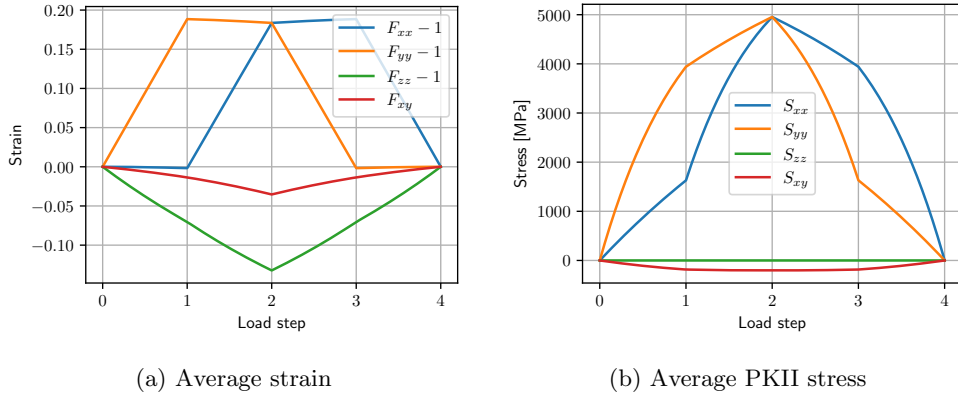 0.20
0.15
0.10
0.05
0.00
−0.05
−0.10
Strain
0 1 2 3 4
Load step
F_xx − 1
F_yy − 1
F_zz − 1
F_xy
5000
4000
3000
2000
1000
0
Stress [MPa]
0 1 2 3 4
Load step
S_xx
S_yy
S_zz
S_xy
(a) Average strain
(b) Average PKII stress